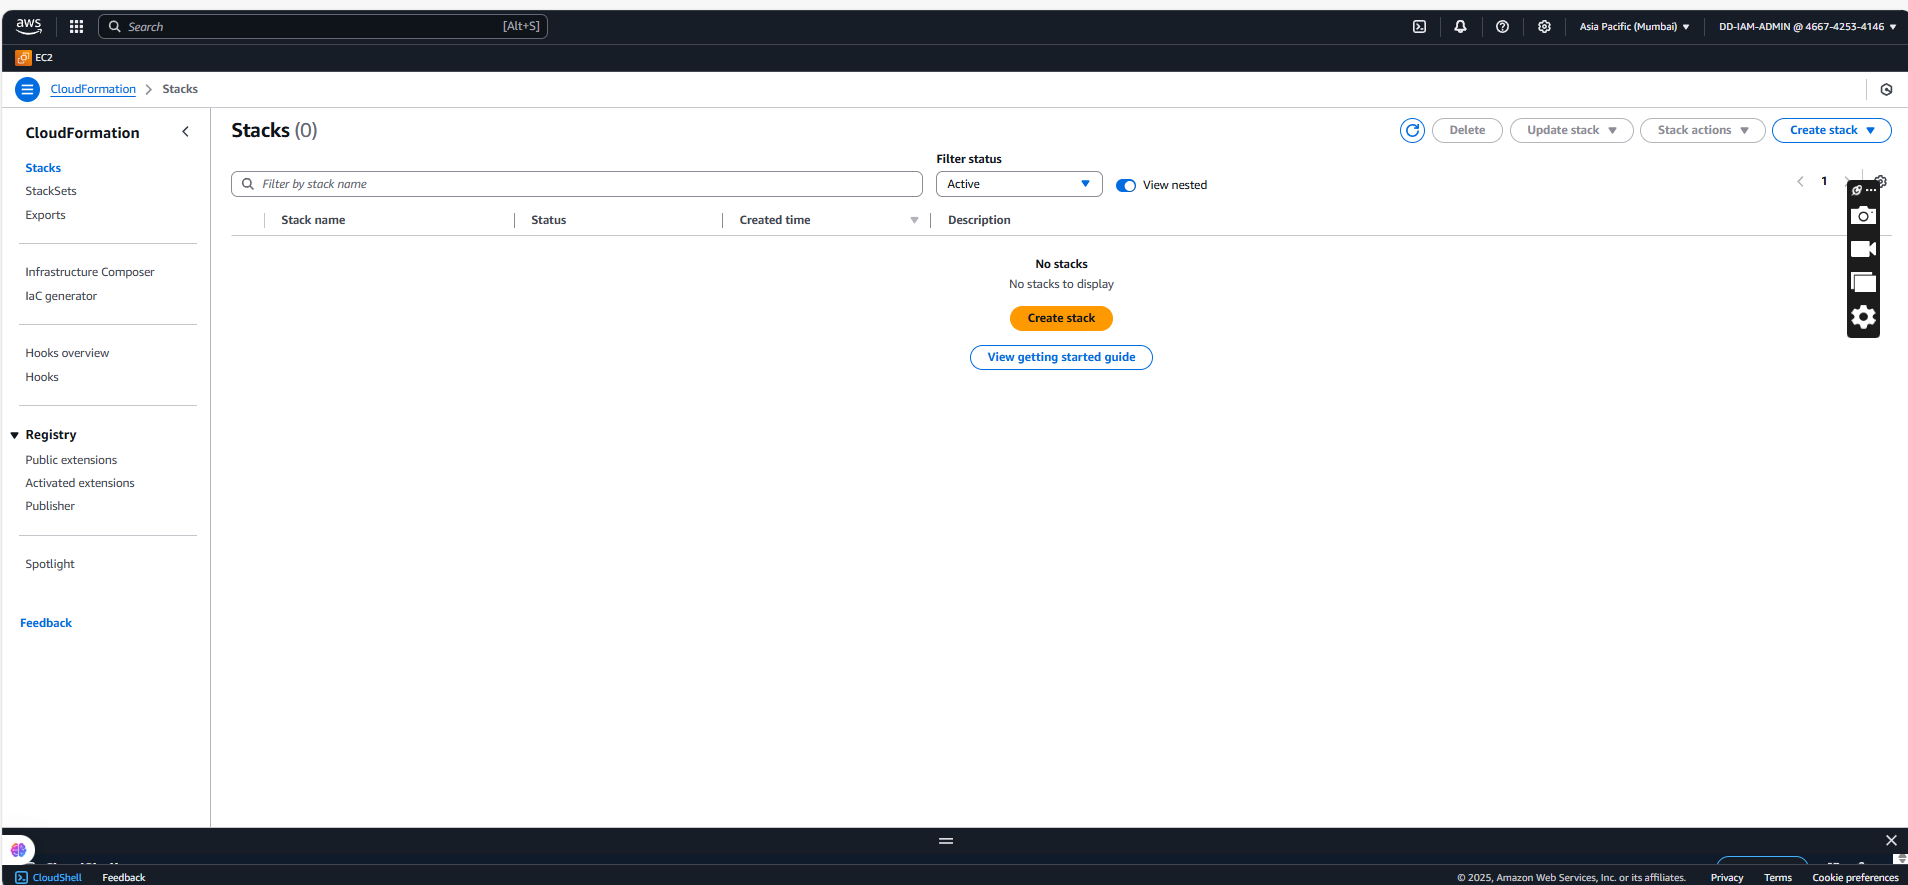 aws
Search [Alt+S]
Asia Pacific (Mumbai)
DD-IAM-ADMIN @ 4667-4253-4146
EC2
CloudFormation
Stacks
CloudFormation
Stacks
StackSets
Exports
Infrastructure Composer
IaC generator
Hooks overview
Hooks
Registry
Public extensions
Activated extensions
Publisher
Spotlight
Feedback
Stacks (0)
Delete
Update stack
Stack actions
Create stack
Filter status
Filter by stack name
Active
View nested
1
Stack name
Status
Created time
Description
No stacks
No stacks to display
Create stack
View getting started guide
CloudShell
Feedback
© 2025, Amazon Web Services, Inc. or its affiliates.
Privacy
Terms
Cookie preferences